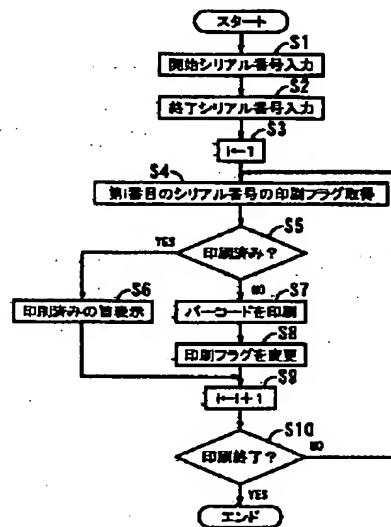 スタート
S1
開始シリアル番号入力
S2
終了シリアル番号入力
S3
i←1
S4
第i番目のシリアル番号の印刷フラグ取得
S5
YES
印刷済み?
NO
S6
印刷済みの旨表示
S7
バーコードを印刷
S8
印刷フラグを変更
S9
i←i+1
S10
印刷終了?
NO
YES
エンド